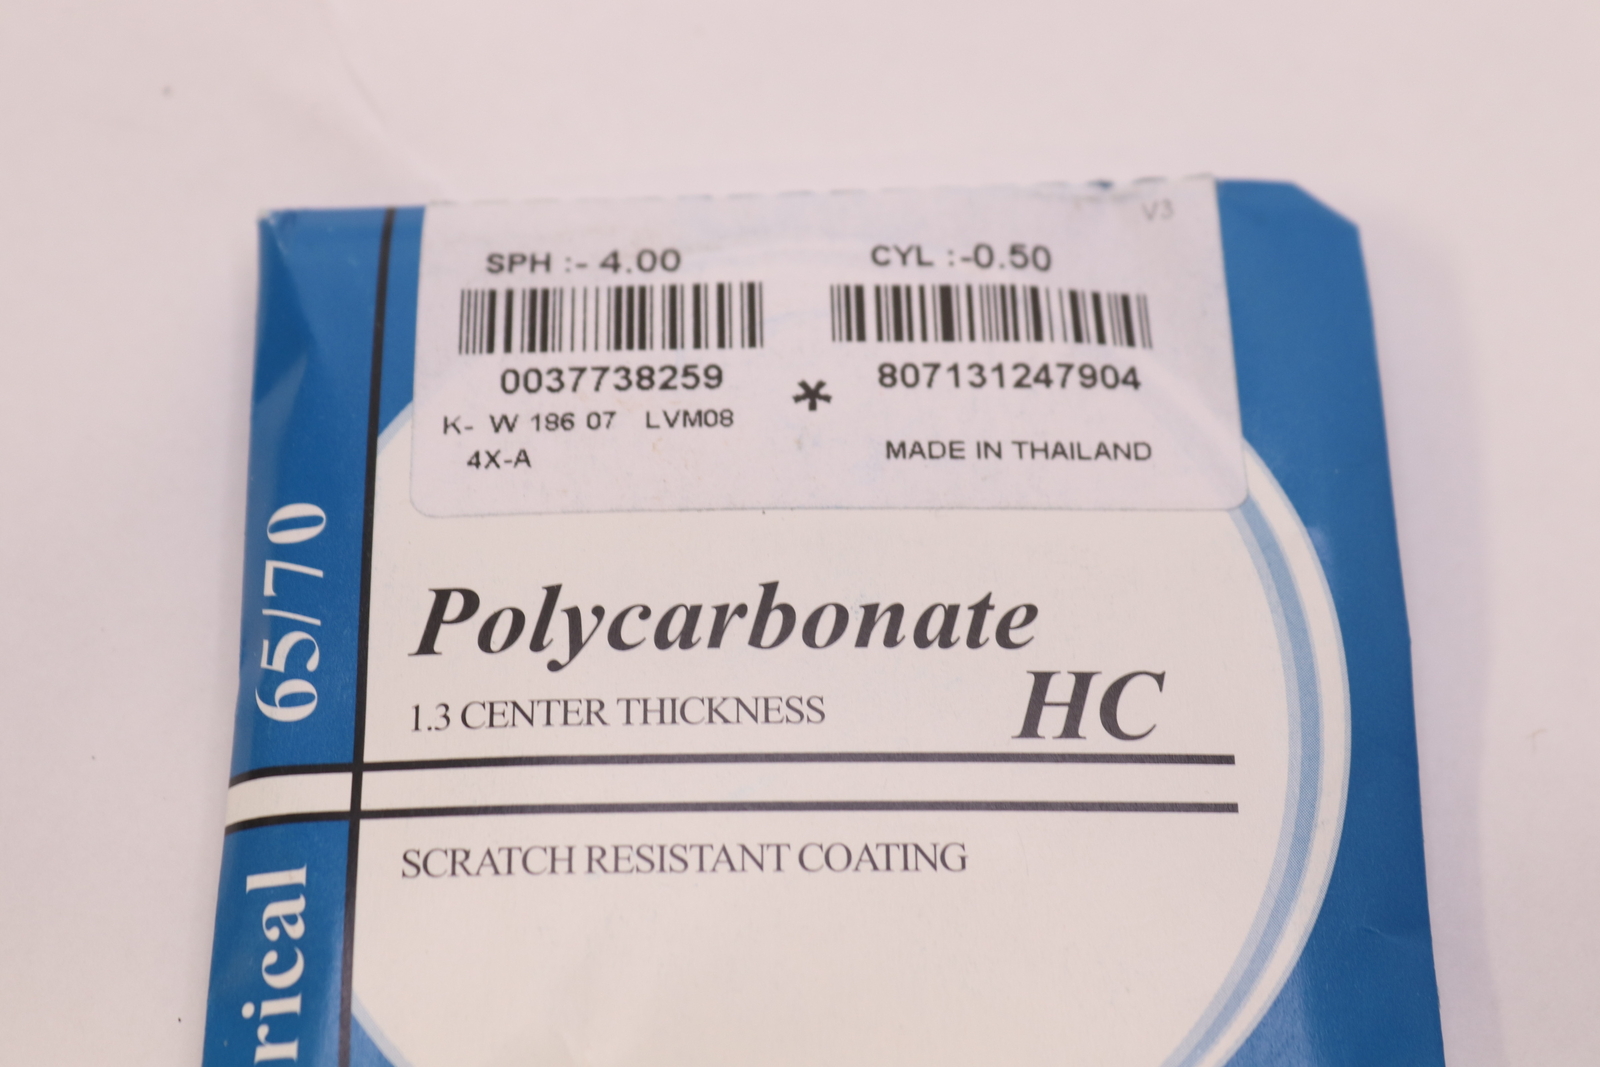 V3
SPH :- 4.00
CYL :-0.50
0037738259
*
807131247904
K- W 186 07 LVM08
4X-A
MADE IN THAILAND
Polycarbonate
HC
1.3 CENTER THICKNESS
SCRATCH RESISTANT COATING
rical 65/70